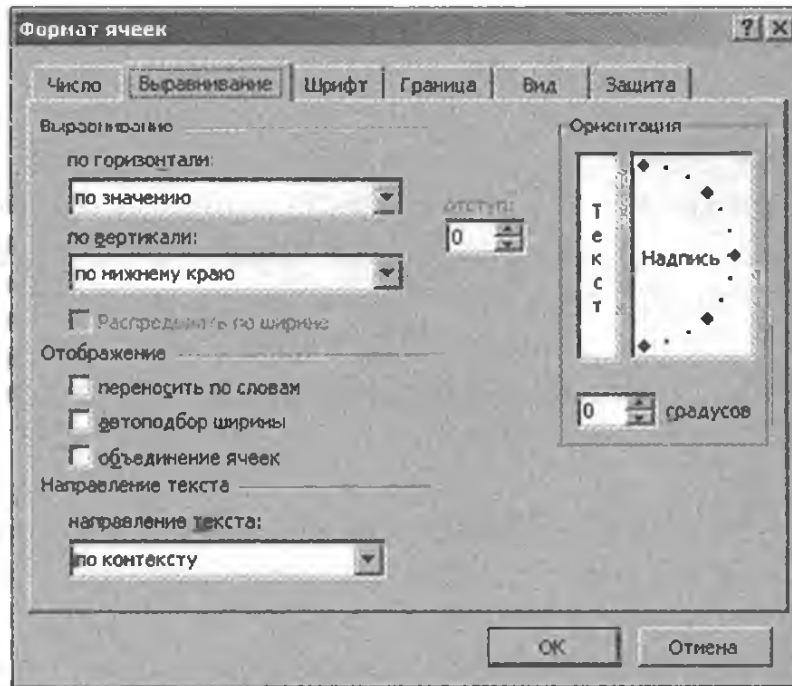 Формат ячеек
Число Выравнивание Шрифт Граница Вид Защита
Выравнивание
по горизонтали:
по значению
отступ:
0
по вертикали:
по нижнему краю
Распределять по ширине
Отображение
переносить по словам
автоподбор ширины
объединение ячеек
Направление текста
направление текста:
по контексту
Ориентация
Текст
Надпись
0 градусов
ОК Отмена